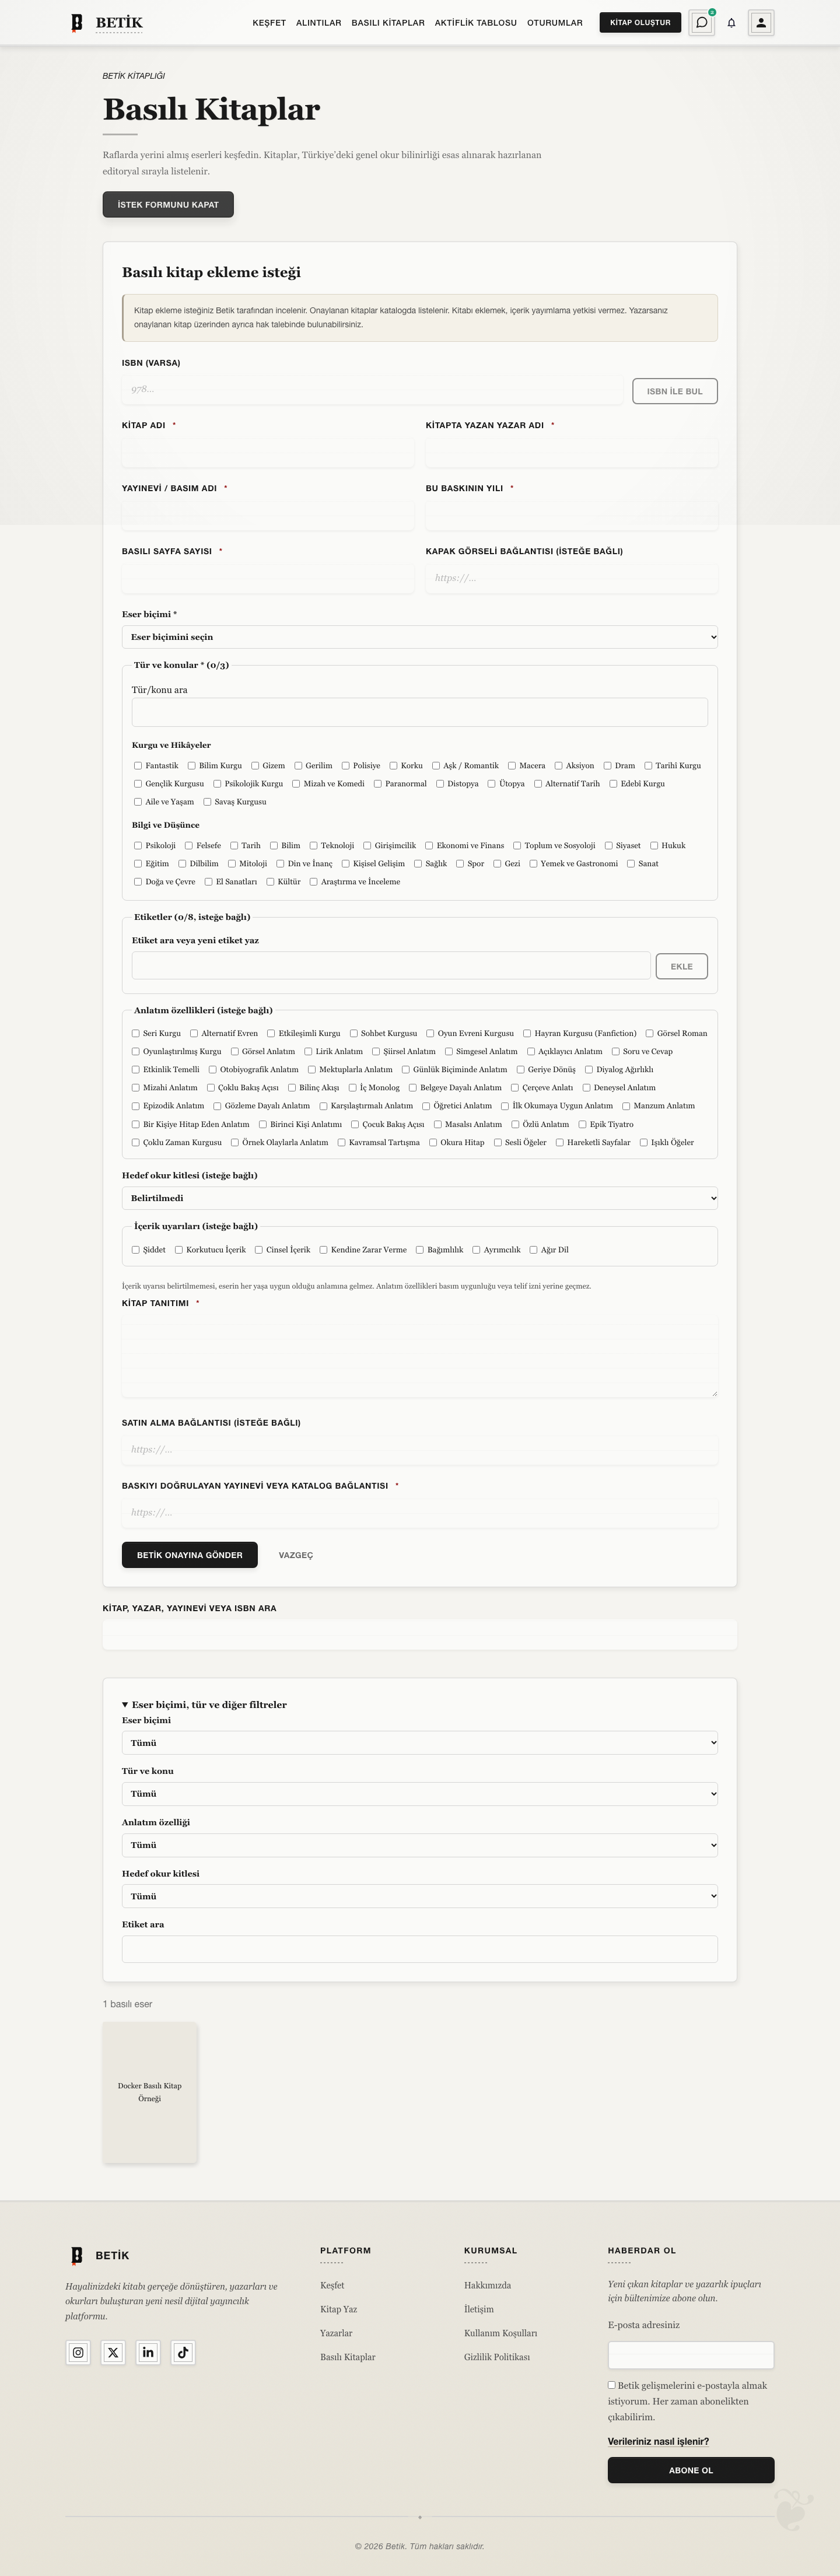 BETİK
KEŞFET ALINTILAR BASILI KİTAPLAR AKTİFLİK TABLOSU OTURUMLAR KİTAP OLUŞTUR
BETİK KİTAPLIĞI
Basılı Kitaplar
Raflarda yerini almış eserleri keşfedin. Kitaplar, Türkiye'deki genel okur bilinirliği esas alınarak hazırlanan
editoryal sırayla listelenir.
İSTEK FORMUNU KAPAT
Basılı kitap ekleme isteği
Kitap ekleme isteğiniz Betik tarafından incelenir. Onaylanan kitaplar katalogda listelenir. Kitabı eklemek, içerik yayımlama yetkisi vermez. Yazarsanız
onaylanan kitap üzerinden ayrıca hak talebinde bulunabilirsiniz.
ISBN (VARSA)
978...
ISBN İLE BUL
KİTAP ADI * KİTAPTA YAZAN YAZAR ADI *
YAYINEVİ / BASIM ADI * BU BASKININ YILI *
BASILI SAYFA SAYISI * KAPAK GÖRSELİ BAĞLANTISI (İSTEĞE BAĞLI)
https://...
Eser biçimi *
Eser biçimini seçin
Tür ve konular * (0/3)
Tür/konu ara
Kurgu ve Hikâyeler
Fantastik Bilim Kurgu Gizem Gerilim Polisiye Korku Aşk / Romantik Macera Aksiyon Dram Tarihî Kurgu
Gençlik Kurgusu Psikolojik Kurgu Mizah ve Komedi Paranormal Distopya Ütopya Alternatif Tarih Edebî Kurgu
Aile ve Yaşam Savaş Kurgusu
Bilgi ve Düşünce
Psikoloji Felsefe Tarih Bilim Teknoloji Girişimcilik Ekonomi ve Finans Toplum ve Sosyoloji Siyaset Hukuk
Eğitim Dilbilim Mitoloji Din ve İnanç Kişisel Gelişim Sağlık Spor Gezi Yemek ve Gastronomi Sanat
Doğa ve Çevre El Sanatları Kültür Araştırma ve İnceleme
Etiketler (0/8, isteğe bağlı)
Etiket ara veya yeni etiket yaz
EKLE
Anlatım özellikleri (isteğe bağlı)
Seri Kurgu Alternatif Evren Etkileşimli Kurgu Sohbet Kurgusu Oyun Evreni Kurgusu Hayran Kurgusu (Fanfiction) Görsel Roman
Oyunlaştırılmış Kurgu Görsel Anlatım Lirik Anlatım Şiirsel Anlatım Simgesel Anlatım Açıklayıcı Anlatım Soru ve Cevap
Etkinlik Temelli Otobiyografik Anlatım Mektuplarla Anlatım Günlük Biçiminde Anlatım Geriye Dönüş Diyalog Ağırlıklı
Mizahi Anlatım Çoklu Bakış Açısı Bilinç Akışı İç Monolog Belgeye Dayalı Anlatım Çerçeve Anlatı Deneysel Anlatım
Epizodik Anlatım Gözleme Dayalı Anlatım Karşılaştırmalı Anlatım Öğretici Anlatım İlk Okumaya Uygun Anlatım Manzum Anlatım
Bir Kişiye Hitap Eden Anlatım Birinci Kişi Anlatımı Çocuk Bakış Açısı Masalsı Anlatım Özlü Anlatım Epik Tiyatro
Çoklu Zaman Kurgusu Örnek Olaylarla Anlatım Kavramsal Tartışma Okura Hitap Sesli Öğeler Hareketli Sayfalar Işıklı Öğeler
Hedef okur kitlesi (isteğe bağlı)
Belirtilmedi
İçerik uyarıları (isteğe bağlı)
Şiddet Korkutucu İçerik Cinsel İçerik Kendine Zarar Verme Bağımlılık Ayrımcılık Ağır Dil
İçerik uyarısı belirtilmemesi, eserin her yaşa uygun olduğu anlamına gelmez. Anlatım özellikleri basım uygunluğu veya telif izni yerine geçmez.
KİTAP TANITIMI *
SATIN ALMA BAĞLANTISI (İSTEĞE BAĞLI)
https://...
BASKIYI DOĞRULAYAN YAYINEVİ VEYA KATALOG BAĞLANTISI *
https://...
BETİK ONAYINA GÖNDER VAZGEÇ
KİTAP, YAZAR, YAYINEVİ VEYA ISBN ARA
Eser biçimi, tür ve diğer filtreler
Eser biçimi
Tümü
Tür ve konu
Tümü
Anlatım özelliği
Tümü
Hedef okur kitlesi
Tümü
Etiket ara
1 basılı eser
Docker Basılı Kitap
Örneği
BETİK
Hayalinizdeki kitabı gerçeğe dönüştüren, yazarları ve
okurları buluşturan yeni nesil dijital yayıncılık
platformu.
PLATFORM
Keşfet
Kitap Yaz
Yazarlar
Basılı Kitaplar
KURUMSAL
Hakkımızda
İletişim
Kullanım Koşulları
Gizlilik Politikası
HABERDAR OL
Yeni çıkan kitaplar ve yazarlık ipuçları
için bültenimize abone olun.
E-posta adresiniz
Betik gelişmelerini e-postayla almak
istiyorum. Her zaman abonelikten
çıkabilirim.
Verileriniz nasıl işlenir?
ABONE OL
© 2026 Betik. Tüm hakları saklıdır.